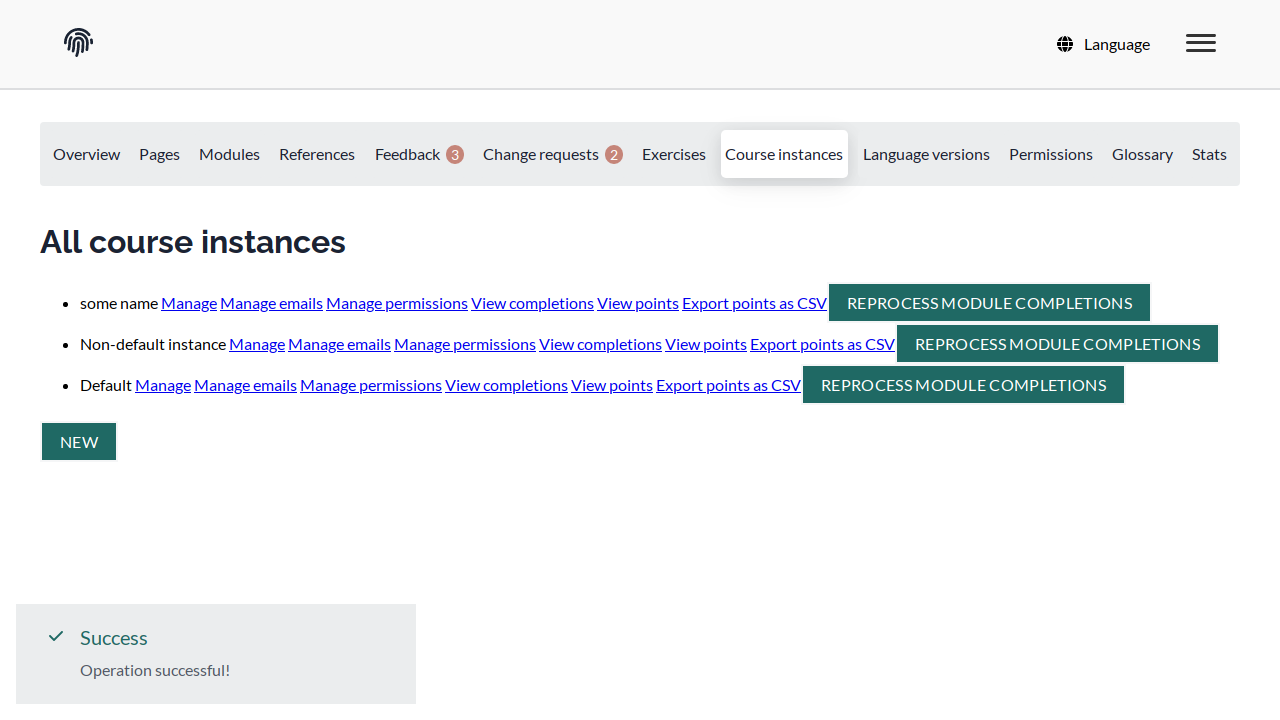 Language
Overview Pages Modules References Feedback 3 Change requests 2 Exercises Course instances Language versions Permissions Glossary Stats
All course instances
some name Manage Manage emails Manage permissions View completions View points Export points as CSV REPROCESS MODULE COMPLETIONS
Non-default instance Manage Manage emails Manage permissions View completions View points Export points as CSV REPROCESS MODULE COMPLETIONS
Default Manage Manage emails Manage permissions View completions View points Export points as CSV REPROCESS MODULE COMPLETIONS
NEW
Success
Operation successful!